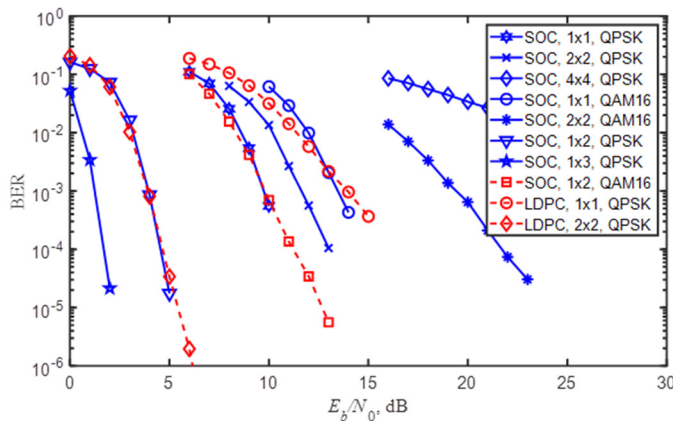 10^0
10^-1
10^-2
10^-3
10^-4
10^-5
10^-6
BER
SOC, 1x1, QPSK
SOC, 2x2, QPSK
SOC, 4x4, QPSK
SOC, 1x1, QAM16
SOC, 2x2, QAM16
SOC, 1x2, QPSK
SOC, 1x3, QPSK
SOC, 1x2, QAM16
LDPC, 1x1, QPSK
LDPC, 2x2, QPSK
0 5 10 15 20 25 30
E_b/N_0, dB